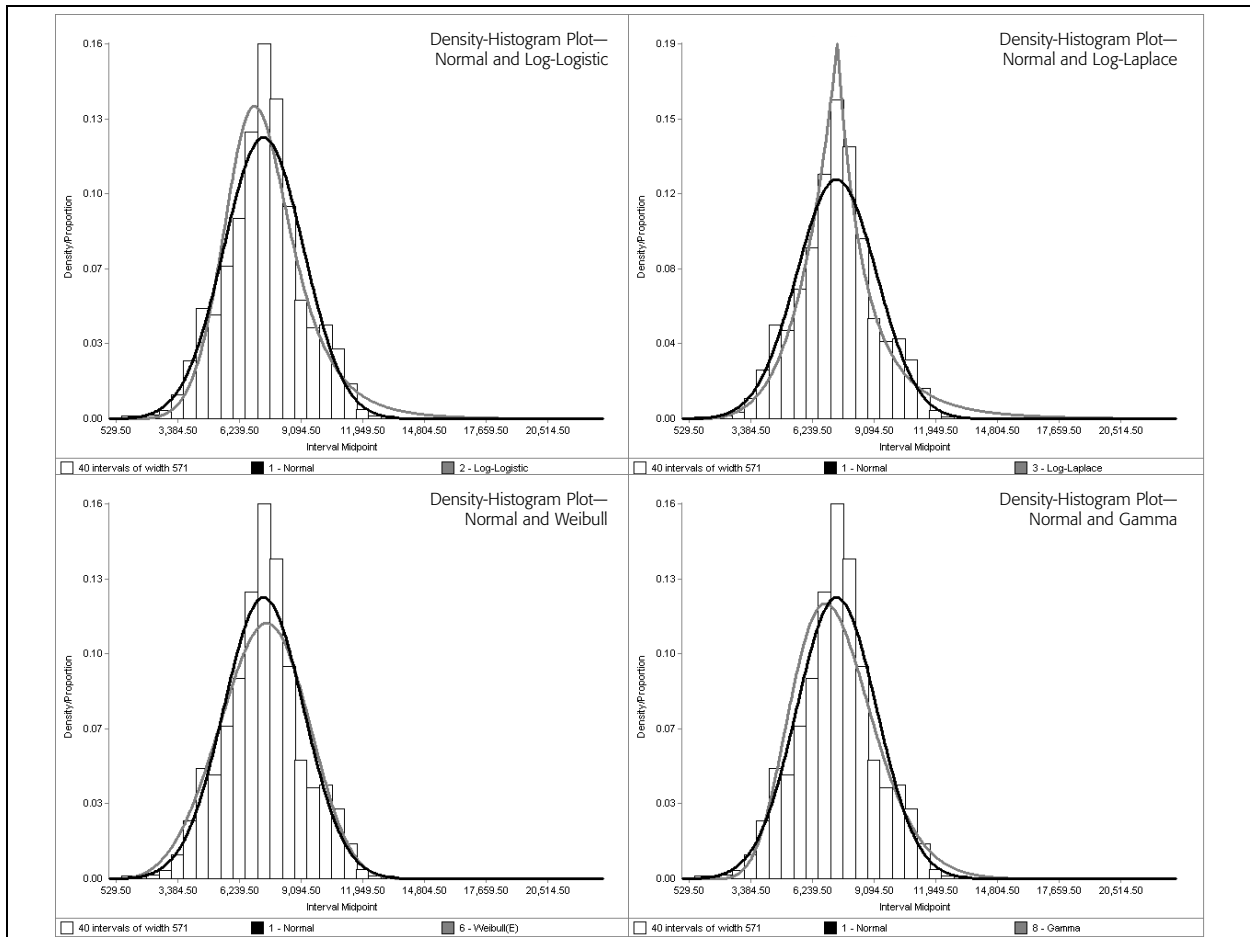 Density-Histogram Plot—
Normal and Log-Logistic
0.16
0.13
0.10
0.07
0.03
0.00
Density/Proportion
529.50 3,384.50 6,239.50 9,094.50 11,949.50 14,804.50 17,659.50 20,514.50
Interval Midpoint
40 intervals of width 571 1 - Normal 2 - Log-Logistic
Density-Histogram Plot—
Normal and Log-Laplace
0.19
0.15
0.12
0.08
0.04
0.00
Density/Proportion
529.50 3,384.50 6,239.50 9,094.50 11,949.50 14,804.50 17,659.50 20,514.50
Interval Midpoint
40 intervals of width 571 1 - Normal 3 - Log-Laplace
Density-Histogram Plot—
Normal and Weibull
0.16
0.13
0.10
0.07
0.03
0.00
Density/Proportion
529.50 3,384.50 6,239.50 9,094.50 11,949.50 14,804.50 17,659.50 20,514.50
Interval Midpoint
40 intervals of width 571 1 - Normal 6 - Weibull(E)
Density-Histogram Plot—
Normal and Gamma
0.16
0.13
0.10
0.07
0.03
0.00
Density/Proportion
529.50 3,384.50 6,239.50 9,094.50 11,949.50 14,804.50 17,659.50 20,514.50
Interval Midpoint
40 intervals of width 571 1 - Normal 8 - Gamma